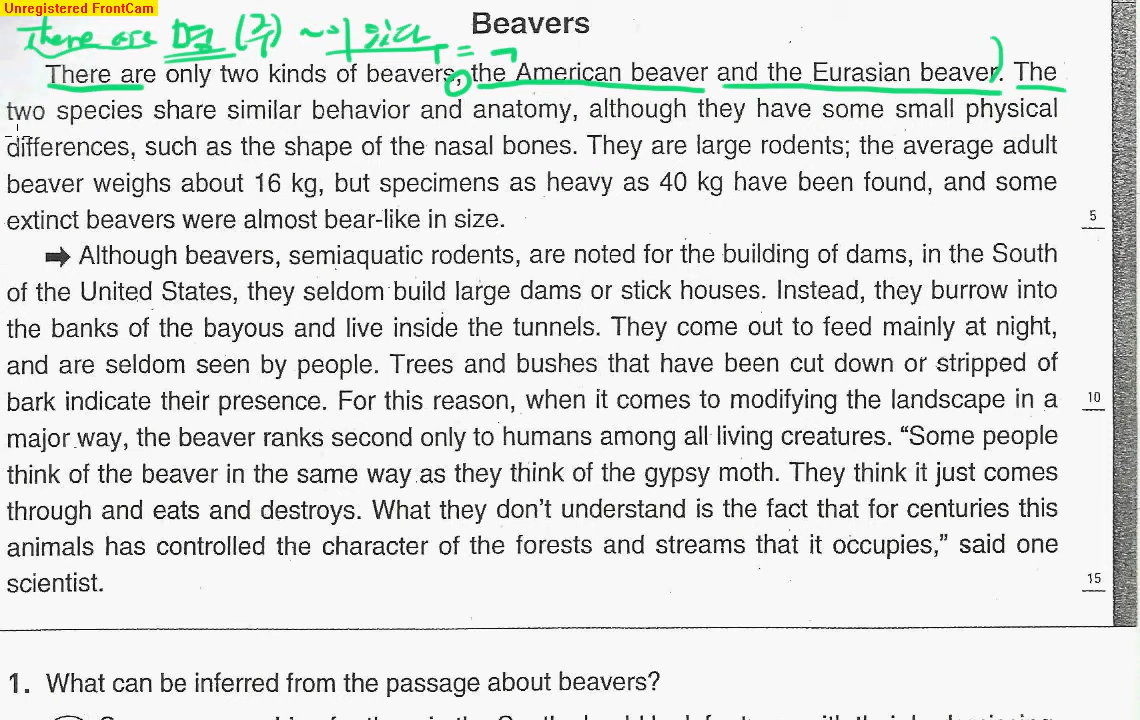 Unregistered FrontCam
There are 명 (주) ~이 있다
Beavers
There are only two kinds of beavers, the American beaver and the Eurasian beaver. The
two species share similar behavior and anatomy, although they have some small physical
differences, such as the shape of the nasal bones. They are large rodents; the average adult
beaver weighs about 16 kg, but specimens as heavy as 40 kg have been found, and some
extinct beavers were almost bear-like in size.
5
➡ Although beavers, semiaquatic rodents, are noted for the building of dams, in the South
of the United States, they seldom build large dams or stick houses. Instead, they burrow into
the banks of the bayous and live inside the tunnels. They come out to feed mainly at night,
and are seldom seen by people. Trees and bushes that have been cut down or stripped of
bark indicate their presence. For this reason, when it comes to modifying the landscape in a
10
major way, the beaver ranks second only to humans among all living creatures. “Some people
think of the beaver in the same way as they think of the gypsy moth. They think it just comes
through and eats and destroys. What they don’t understand is the fact that for centuries this
animals has controlled the character of the forests and streams that it occupies,” said one
scientist.
15
1. What can be inferred from the passage about beavers?